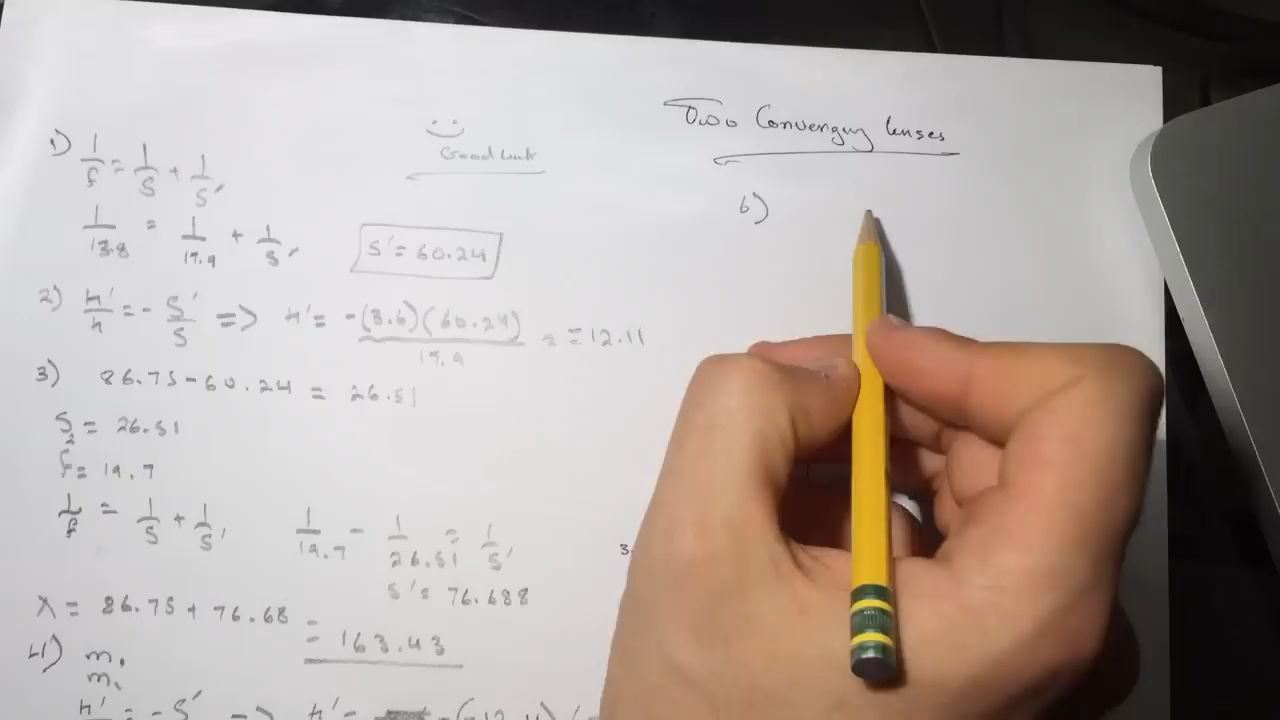 Two Converging lenses
Good Luck
1) 1/f = 1/S + 1/S'
1/13.8 = 1/17.9 + 1/S'
S' = 60.24
2) h'/h = - S'/S => h' = -(3.6)(60.24)/17.9 = 12.11
3) 86.75 - 60.24 = 26.51
S₂ = 26.51
f = 19.7
1/f = 1/S + 1/S'
1/19.7 - 1/26.51 = 1/S'
S' = 76.688
X = 86.75 + 76.68
= 163.43
4) m₁
m₁
h'/h = - S' => h' =
6)
3.